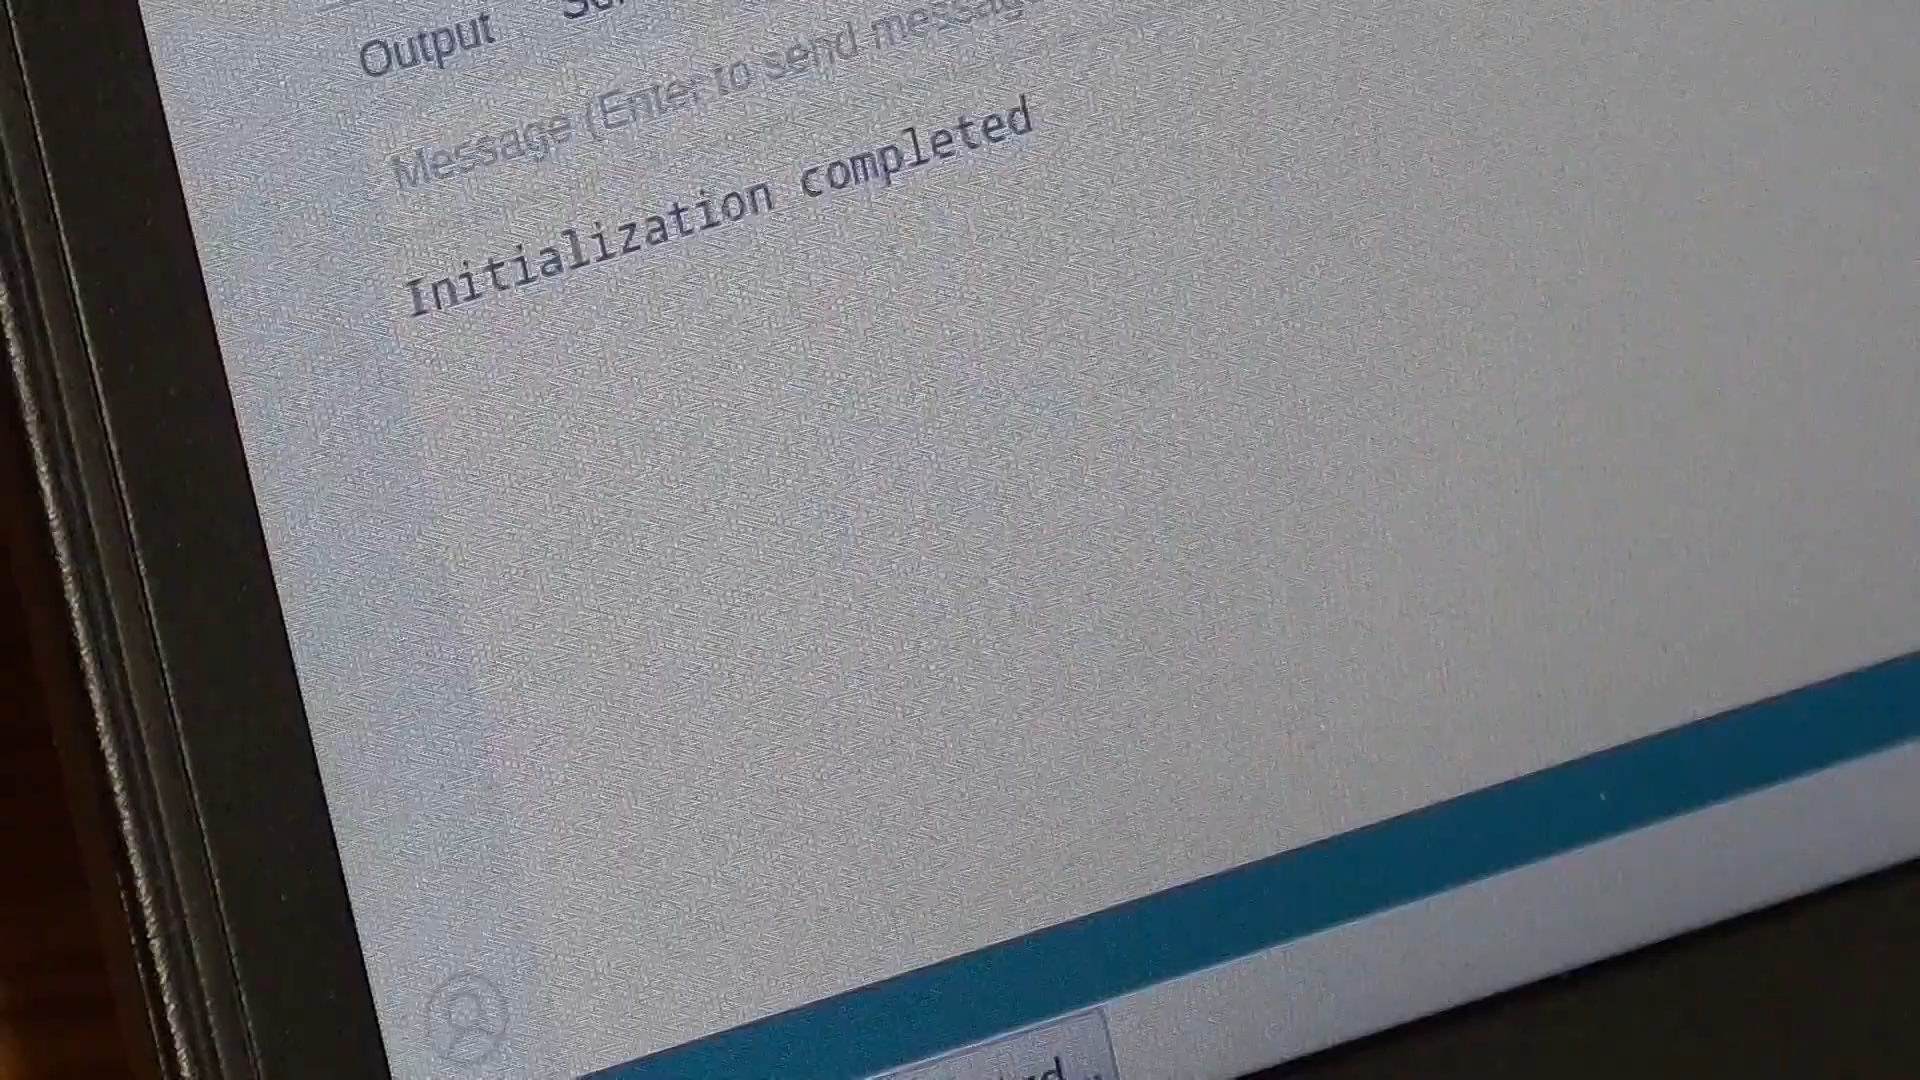 Output
Message (Enter to send message
Initialization completed